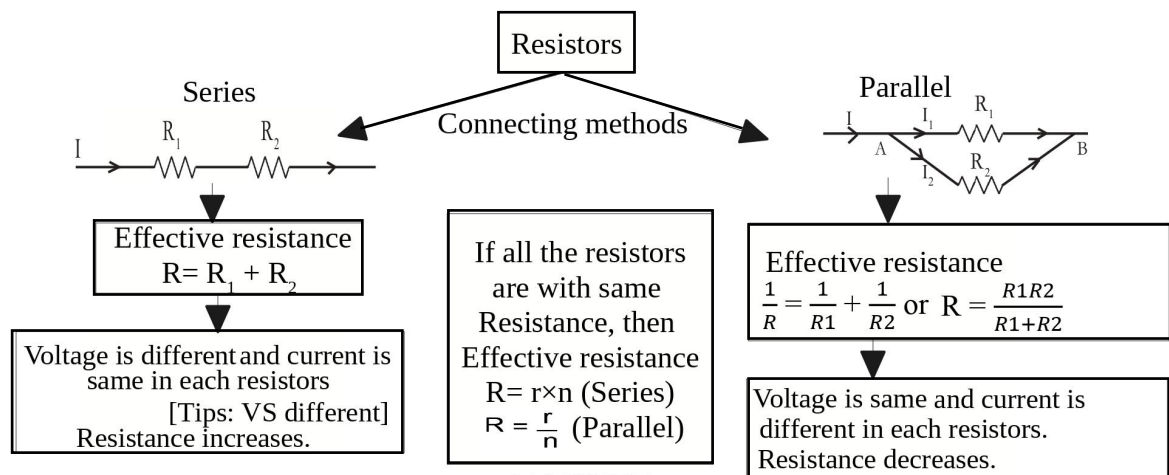 Resistors
Connecting methods
Series
I R₁ R₂
Effective resistance
R= R₁ + R₂
Voltage is different and current is
same in each resistors
[Tips: VS different]
Resistance increases.
If all the resistors
are with same
Resistance, then
Effective resistance
R= r×n (Series)
R = r/n (Parallel)
Parallel
I I₁ R₁
A B
I₂ R₂
Effective resistance
1/R = 1/R1 + 1/R2 or R = R1R2/R1+R2
Voltage is same and current is
different in each resistors.
Resistance decreases.